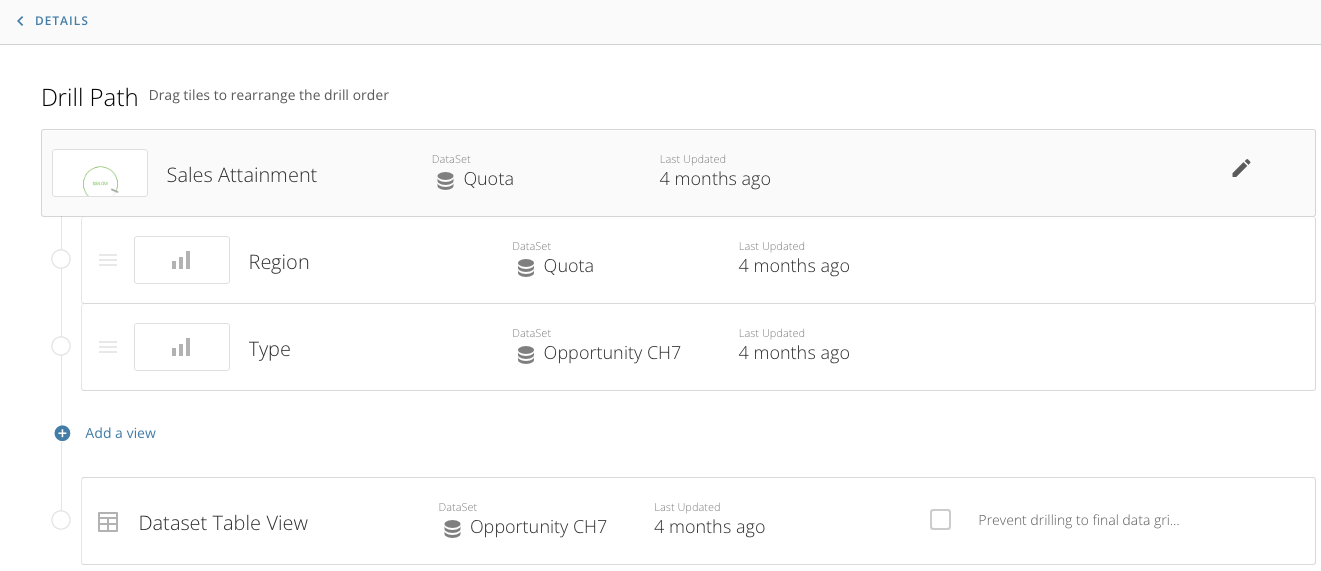 DETAILS
Drill Path Drag tiles to rearrange the drill order
Sales Attainment
DataSet
Quota
Last Updated
4 months ago
Region
DataSet
Quota
Last Updated
4 months ago
Type
DataSet
Opportunity CH7
Last Updated
4 months ago
Add a view
Dataset Table View
DataSet
Opportunity CH7
Last Updated
4 months ago
Prevent drilling to final data gri...